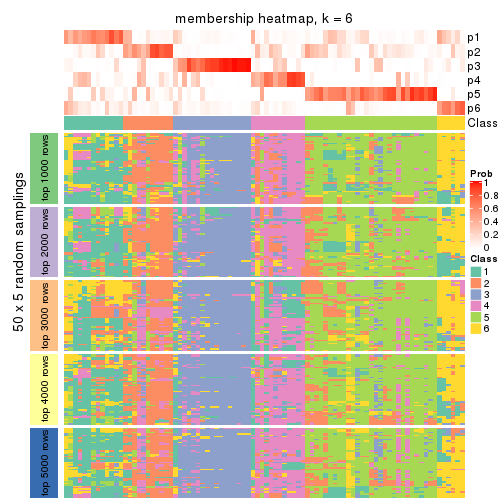 membership heatmap, k = 6
p1
p2
p3
p4
p5
p6
Class
50 x 5 random samplings
top 1000 rows
top 2000 rows
top 3000 rows
top 4000 rows
top 5000 rows
Prob
1
0.8
0.6
0.4
0.2
0
Class
1
2
3
4
5
6